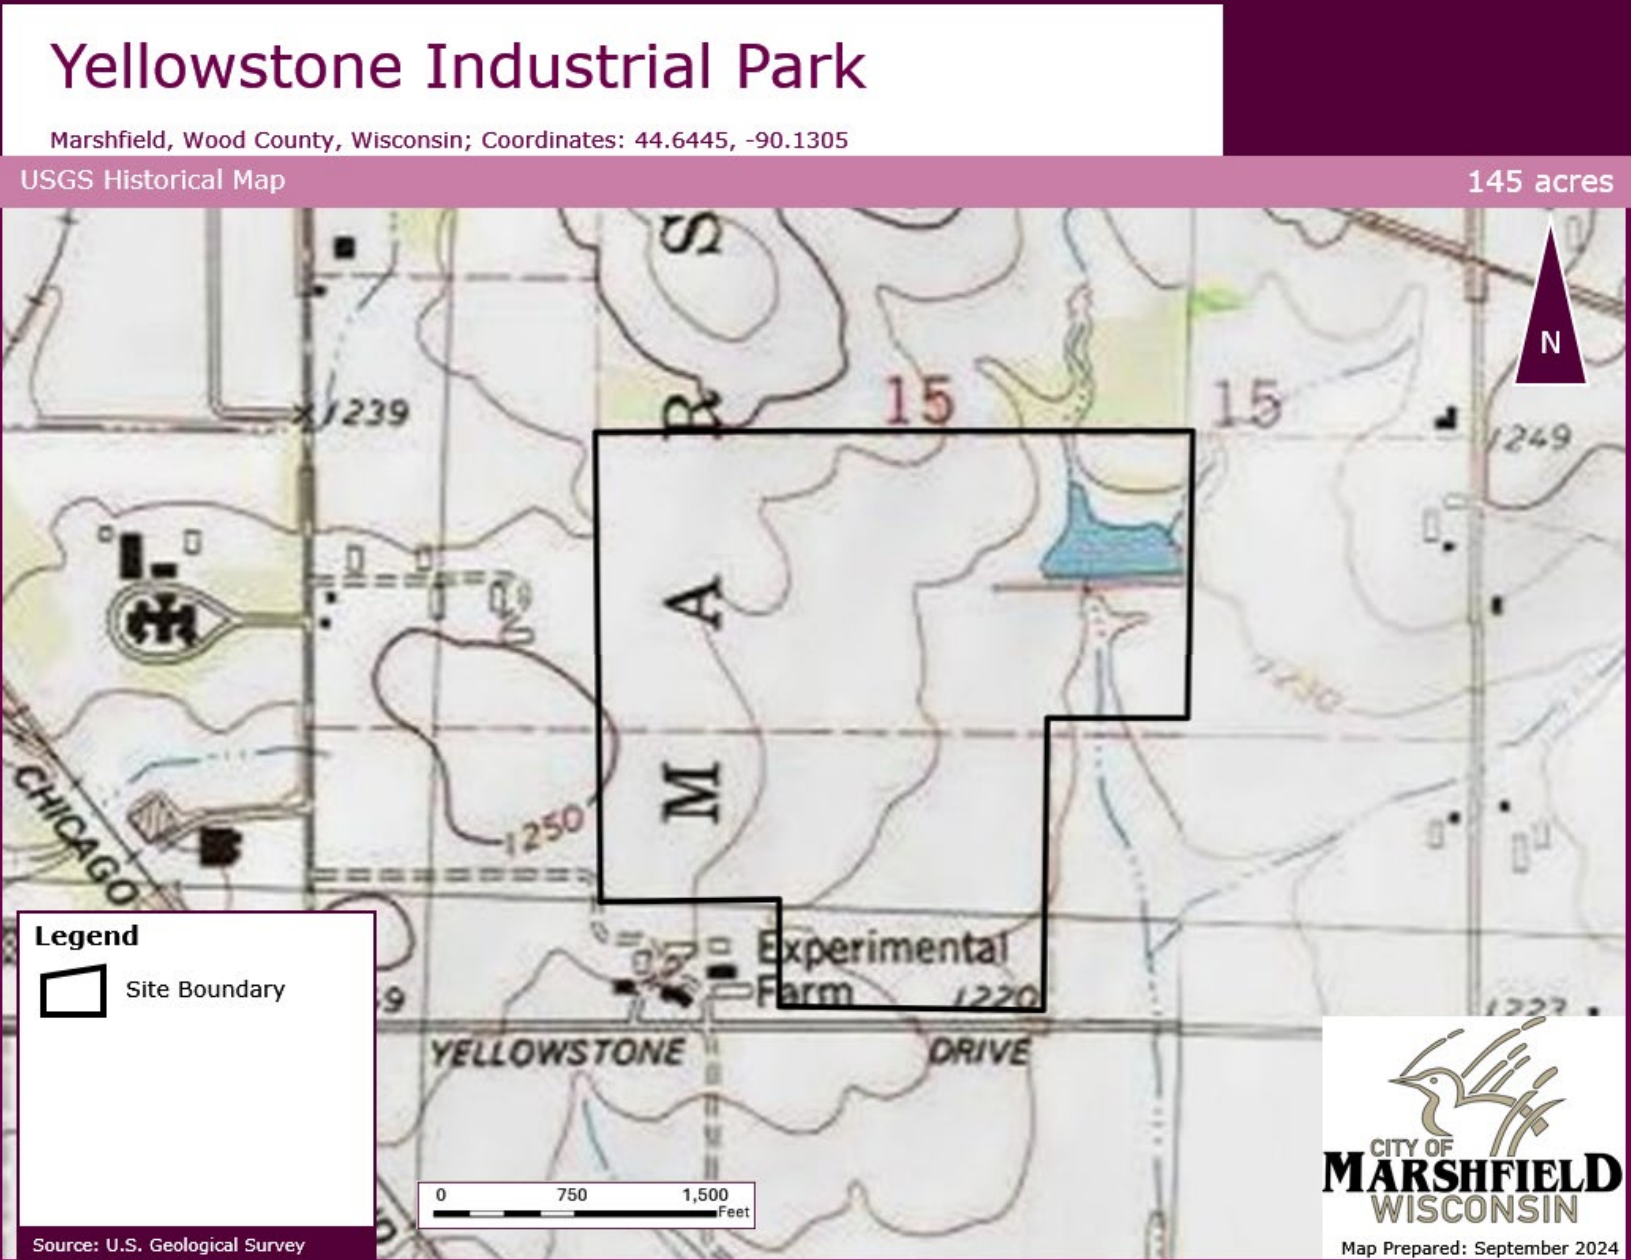 Yellowstone Industrial Park
Marshfield, Wood County, Wisconsin; Coordinates: 44.6445, -90.1305
USGS Historical Map
145 acres
S
N
R
15
15
1239
1249
A
1250
M
1250
CHICAGO
Experimental
Farm
1220
1223
YELLOWSTONE DRIVE
Legend
Site Boundary
0 750 1,500
Feet
CITY OF
MARSHFIELD
WISCONSIN
Source: U.S. Geological Survey
Map Prepared: September 2024